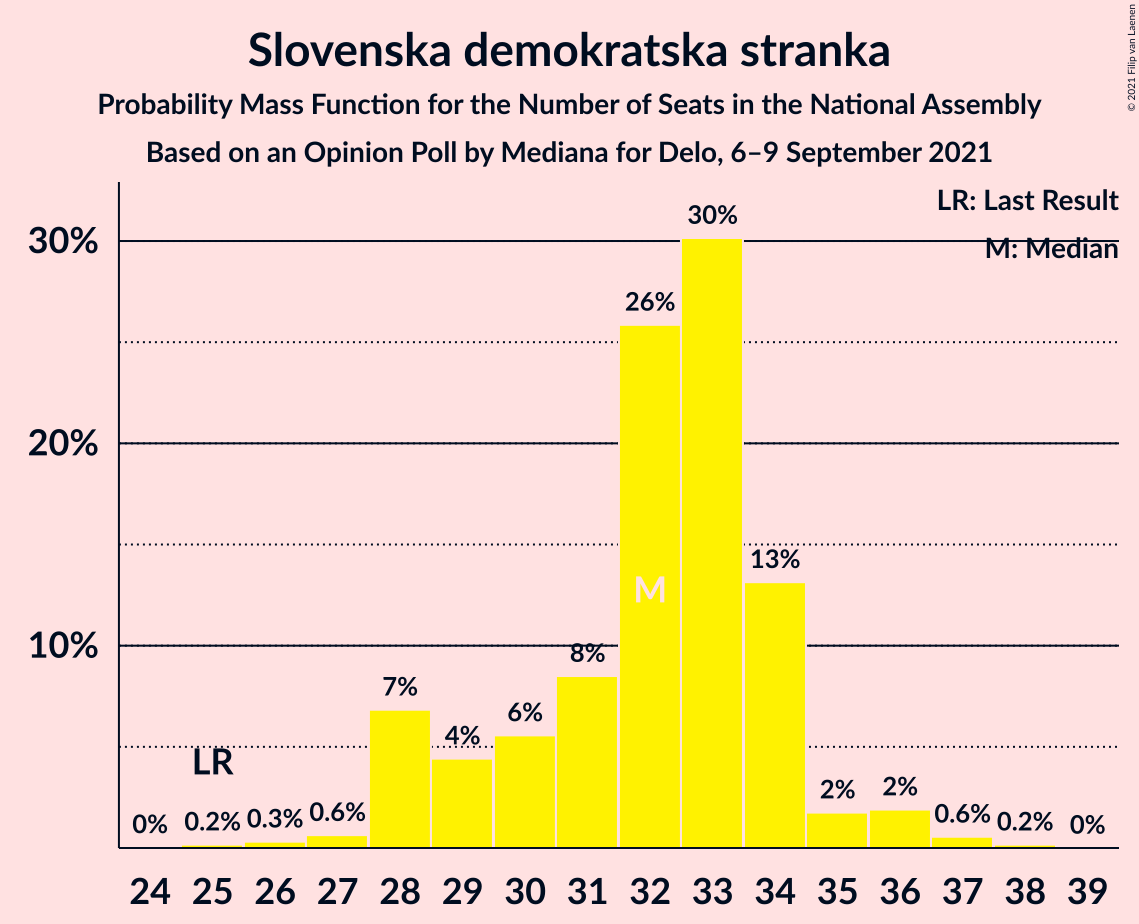 Slovenska demokratska stranka
Probability Mass Function for the Number of Seats in the National Assembly
Based on an Opinion Poll by Mediana for Delo, 6–9 September 2021
© 2021 Filip van Laenen
LR: Last Result
M: Median
30%
20%
10%
0%
0.2%
0.3%
0.6%
7%
4%
6%
8%
26%
30%
13%
2%
2%
0.6%
0.2%
0%
LR
M
24 25 26 27 28 29 30 31 32 33 34 35 36 37 38 39